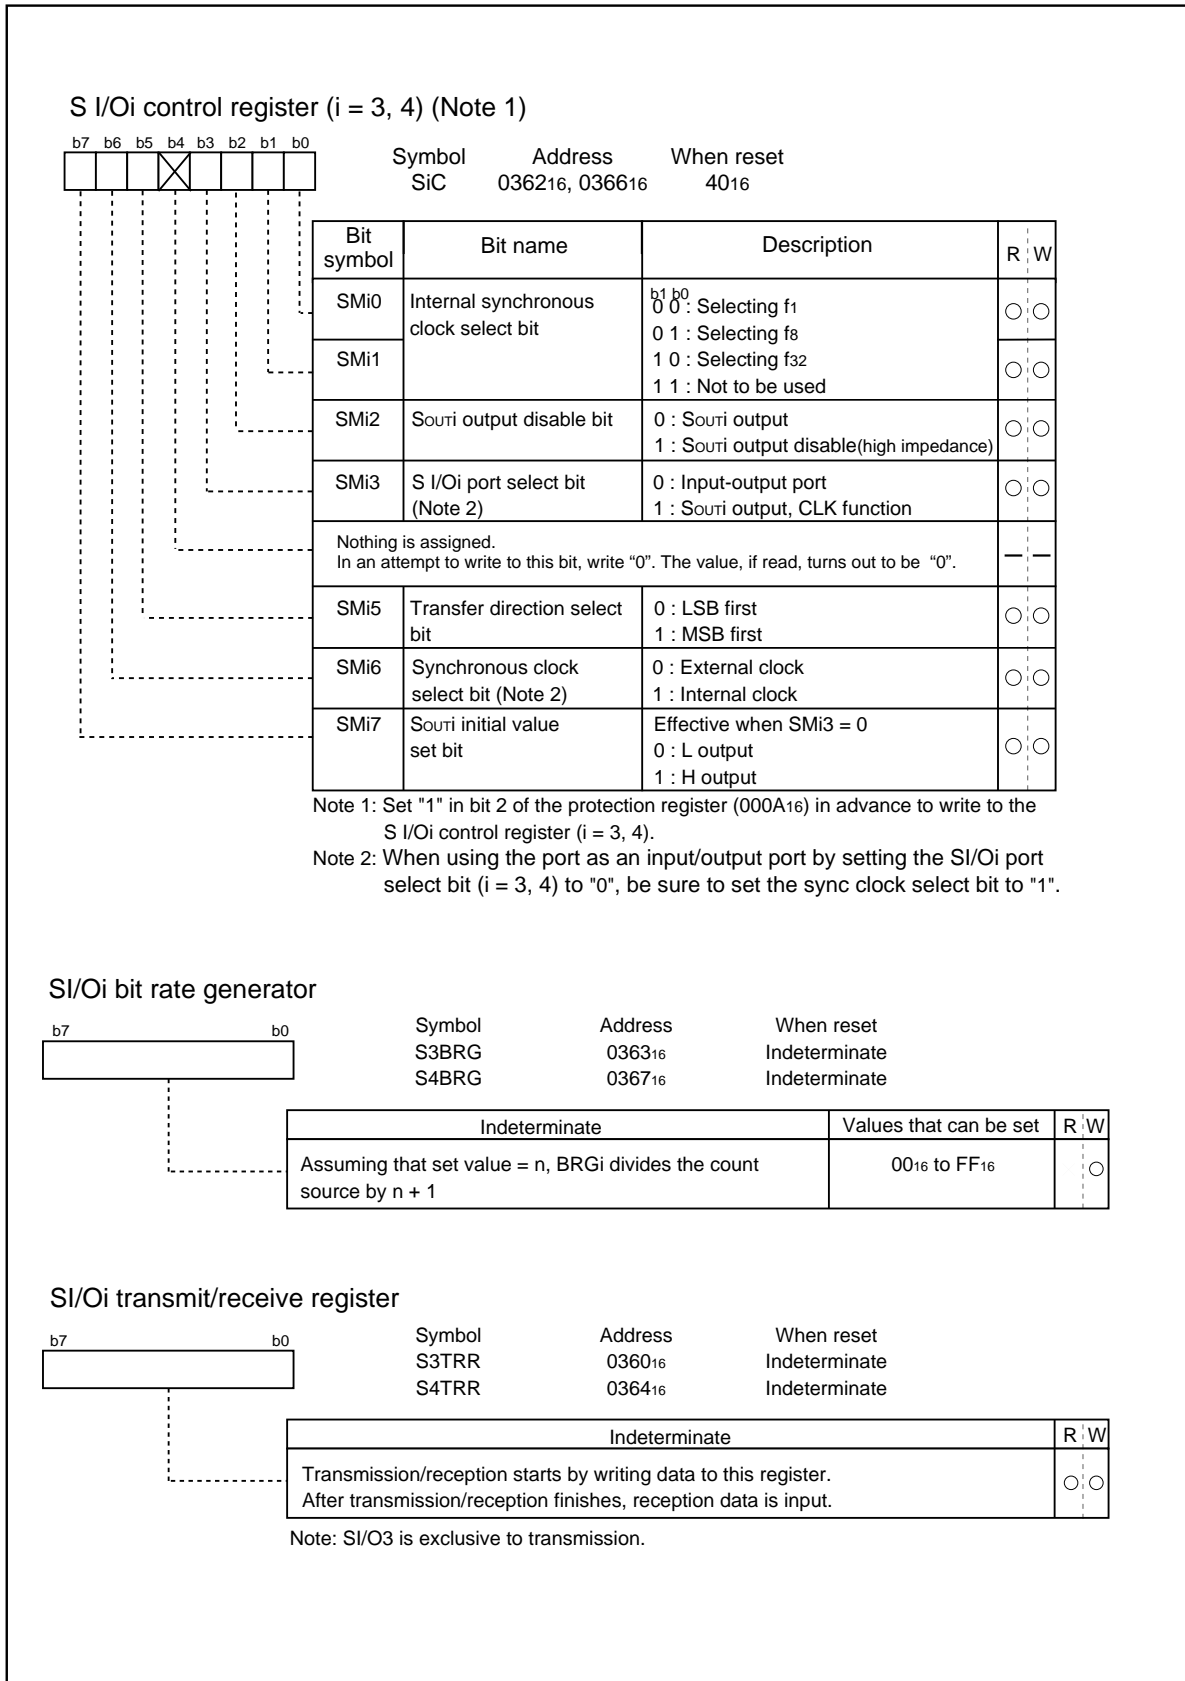 S I/Oi control register (i = 3, 4) (Note 1)
b7 b6 b5 b4 b3 b2 b1 b0
Symbol Address When reset
SiC 036216, 036616 4016
Bit symbol Bit name Description R W
SMi0 Internal synchronous clock select bit b1 b0
0 0 : Selecting f1
0 1 : Selecting f8
SMi1 1 0 : Selecting f32
1 1 : Not to be used
SMi2 SOUTi output disable bit 0 : SOUTi output
1 : SOUTi output disable(high impedance)
SMi3 S I/Oi port select bit 0 : Input-output port
(Note 2) 1 : SOUTi output, CLK function
Nothing is assigned.
In an attempt to write to this bit, write “0”. The value, if read, turns out to be “0”.
SMi5 Transfer direction select 0 : LSB first
bit 1 : MSB first
SMi6 Synchronous clock 0 : External clock
select bit (Note 2) 1 : Internal clock
SMi7 SOUTi initial value Effective when SMi3 = 0
set bit 0 : L output
1 : H output
Note 1: Set "1" in bit 2 of the protection register (000A16) in advance to write to the
S I/Oi control register (i = 3, 4).
Note 2: When using the port as an input/output port by setting the SI/Oi port
select bit (i = 3, 4) to "0", be sure to set the sync clock select bit to "1".
SI/Oi bit rate generator
b7 b0
Symbol Address When reset
S3BRG 036316 Indeterminate
S4BRG 036716 Indeterminate
Indeterminate Values that can be set R W
Assuming that set value = n, BRGi divides the count 0016 to FF16
source by n + 1
SI/Oi transmit/receive register
b7 b0
Symbol Address When reset
S3TRR 036016 Indeterminate
S4TRR 036416 Indeterminate
Indeterminate R W
Transmission/reception starts by writing data to this register.
After transmission/reception finishes, reception data is input.
Note: SI/O3 is exclusive to transmission.